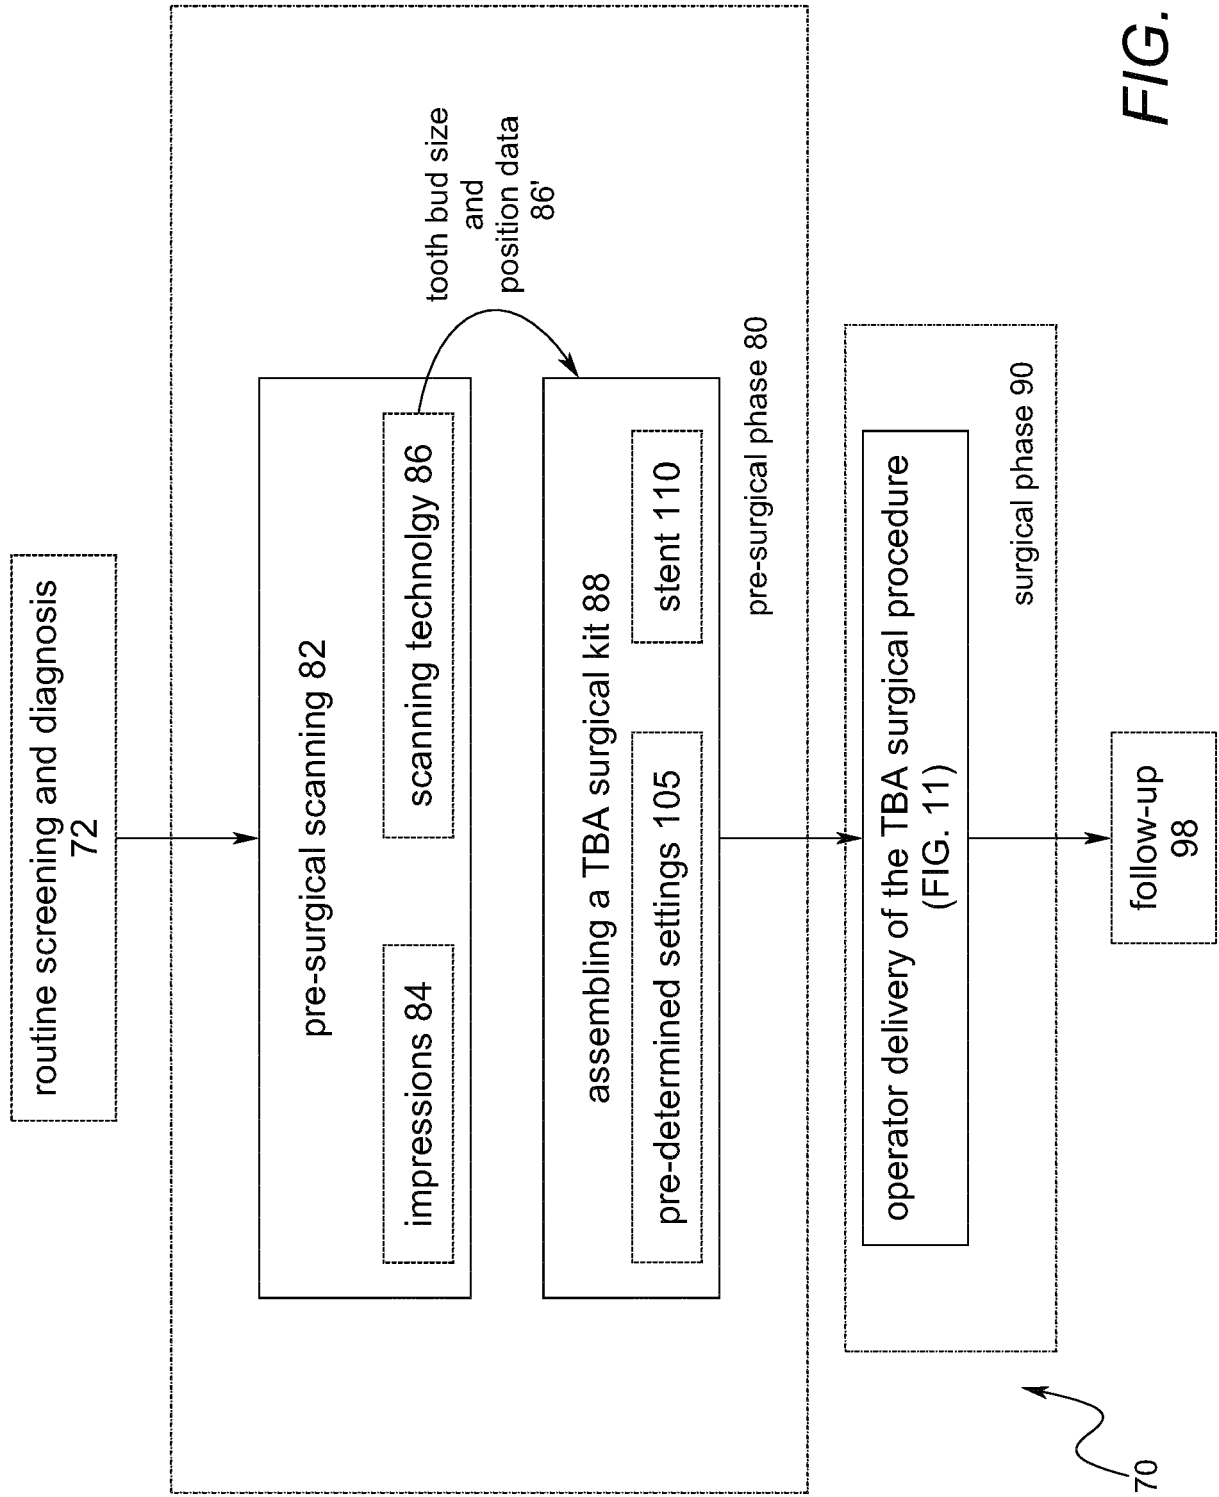 routine screening and diagnosis
72
pre-surgical scanning 82
impressions 84
scanning technolgy 86
tooth bud size
and
position data
86'
assembling a TBA surgical kit 88
pre-determined settings 105
stent 110
pre-surgical phase 80
operator delivery of the TBA surgical procedure
(FIG. 11)
surgical phase 90
follow-up
98
70
FIG.